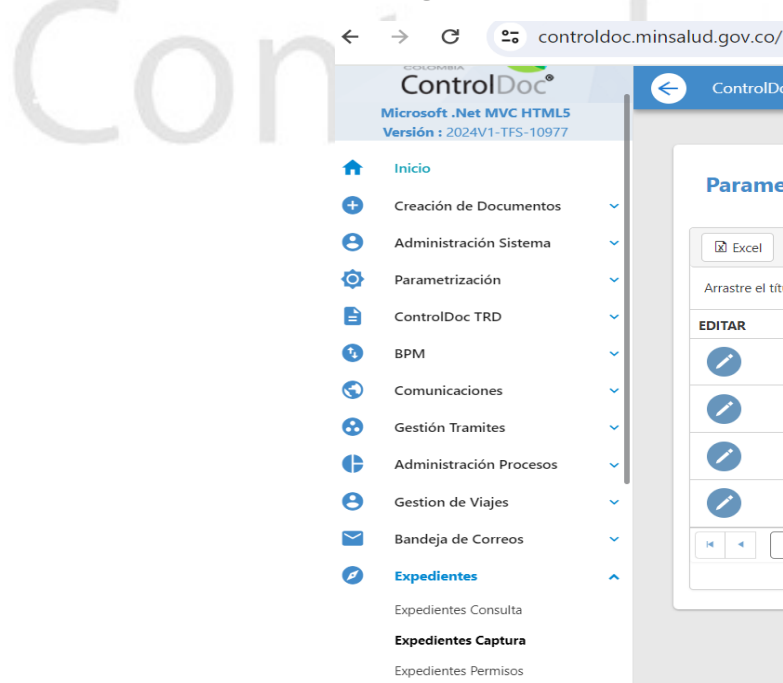 Con
controldoc.minsalud.gov.co/
COLOMBIA
ControlDoc®
Microsoft .Net MVC HTML5
Versión : 2024V1-TFS-10977
Inicio
Creación de Documentos
Administración Sistema
Parametrización
ControlDoc TRD
BPM
Comunicaciones
Gestión Tramites
Administración Procesos
Gestion de Viajes
Bandeja de Correos
Expedientes
Expedientes Consulta
Expedientes Captura
Expedientes Permisos
ControlDo
Parame
Excel
Arrastre el tít
EDITAR